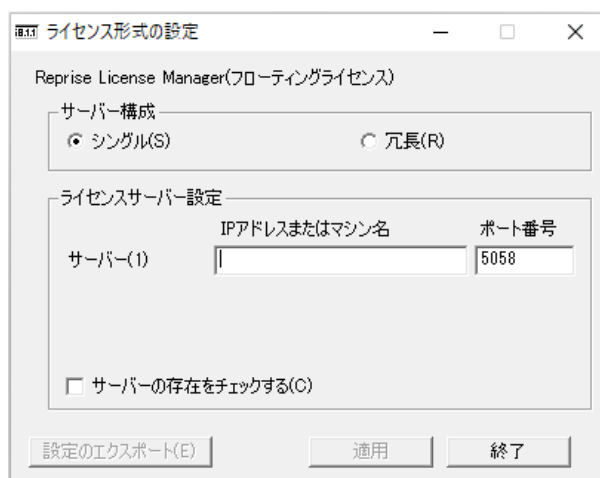 i8.1.1 ライセンス形式の設定
Reprise License Manager(フローティングライセンス)
サーバー構成
シングル(S) 冗長(R)
ライセンスサーバー設定
IPアドレスまたはマシン名 ポート番号
サーバー(1) 5058
サーバーの存在をチェックする(C)
設定のエクスポート(E) 適用 終了